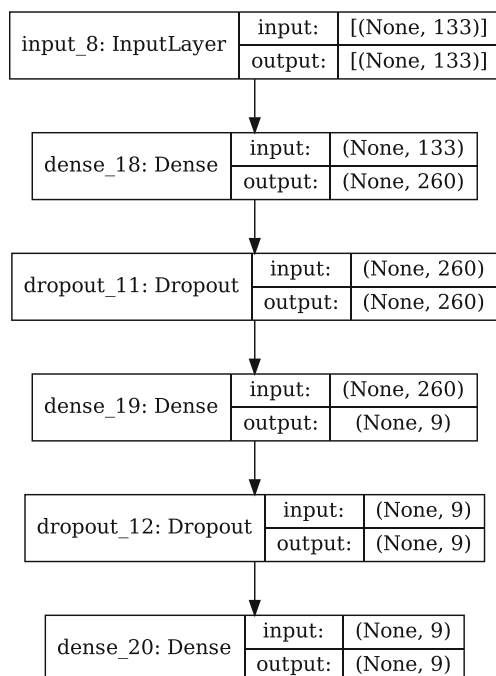 input_8: InputLayer
input: [(None, 133)]
output: [(None, 133)]
dense_18: Dense
input: (None, 133)
output: (None, 260)
dropout_11: Dropout
input: (None, 260)
output: (None, 260)
dense_19: Dense
input: (None, 260)
output: (None, 9)
dropout_12: Dropout
input: (None, 9)
output: (None, 9)
dense_20: Dense
input: (None, 9)
output: (None, 9)